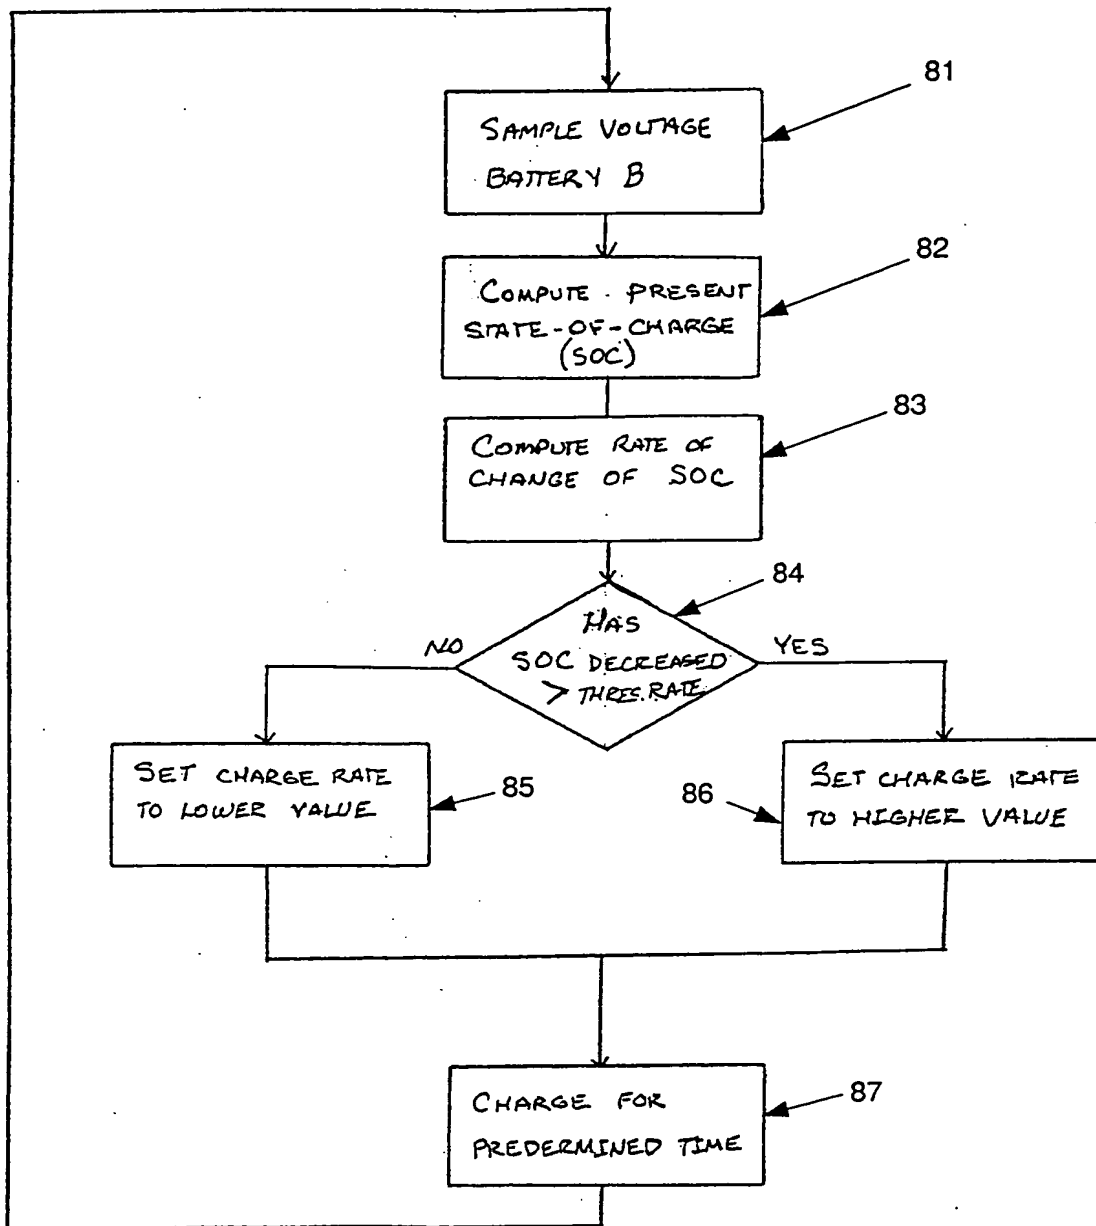 81
SAMPLE VOLTAGE
BATTERY B
82
COMPUTE PRESENT
STATE-OF-CHARGE
(SOC)
83
COMPUTE RATE OF
CHANGE OF SOC
84
HAS
SOC DECREASED
> THRES. RATE
NO
YES
SET CHARGE RATE
TO LOWER VALUE
85
86
SET CHARGE RATE
TO HIGHER VALUE
CHARGE FOR
PREDERMINED TIME
87